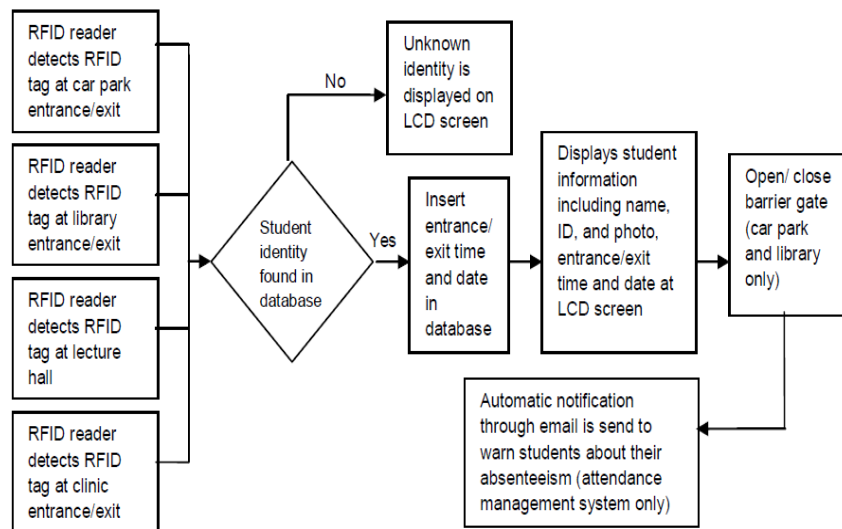 RFID reader
detects RFID
tag at car park
entrance/exit
RFID reader
detects RFID
tag at library
entrance/exit
RFID reader
detects RFID
tag at lecture
hall
RFID reader
detects RFID
tag at clinic
entrance/exit
Student
identity
found in
database
No
Unknown
identity is
displayed on
LCD screen
Yes
Insert
entrance/
exit time
and date
in
database
Displays student
information
including name,
ID, and photo,
entrance/exit
time and date at
LCD screen
Open/ close
barrier gate
(car park
and library
only)
Automatic notification
through email is send to
warn students about their
absenteeism (attendance
management system only)